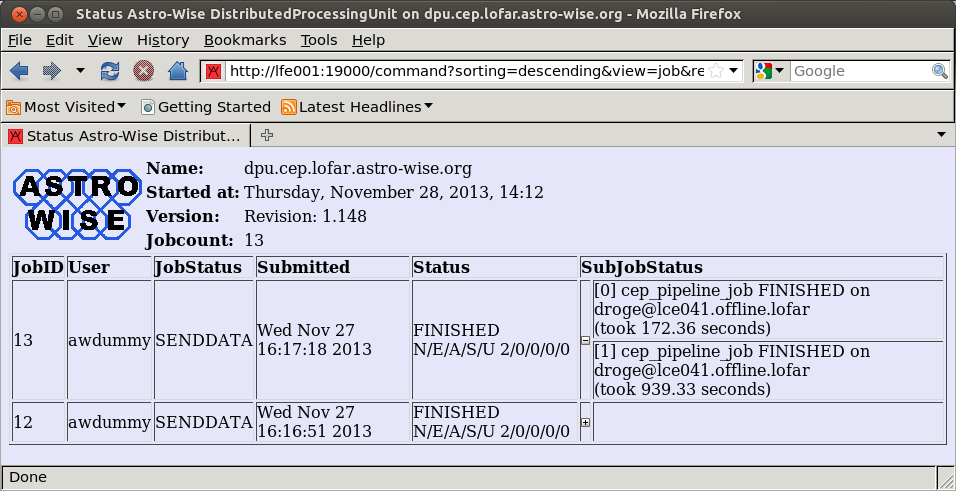 Status Astro-Wise DistributedProcessingUnit on dpu.cep.lofar.astro-wise.org - Mozilla Firefox
File Edit View History Bookmarks Tools Help
http://lfe001:19000/command?sorting=descending&view=job&re Google
Most Visited Getting Started Latest Headlines
Status Astro-Wise Distribut...
ASTRO
WISE
Name: dpu.cep.lofar.astro-wise.org
Started at: Thursday, November 28, 2013, 14:12
Version: Revision: 1.148
Jobcount: 13
JobID User JobStatus Submitted Status SubJobStatus
13 awdummy SENDDATA Wed Nov 27
16:17:18 2013
FINISHED
N/E/A/S/U 2/0/0/0/0
[0] cep_pipeline_job FINISHED on
droge@lce041.offline.lofar
(took 172.36 seconds)
[1] cep_pipeline_job FINISHED on
droge@lce041.offline.lofar
(took 939.33 seconds)
12 awdummy SENDDATA Wed Nov 27
16:16:51 2013
FINISHED
N/E/A/S/U 2/0/0/0/0
Done